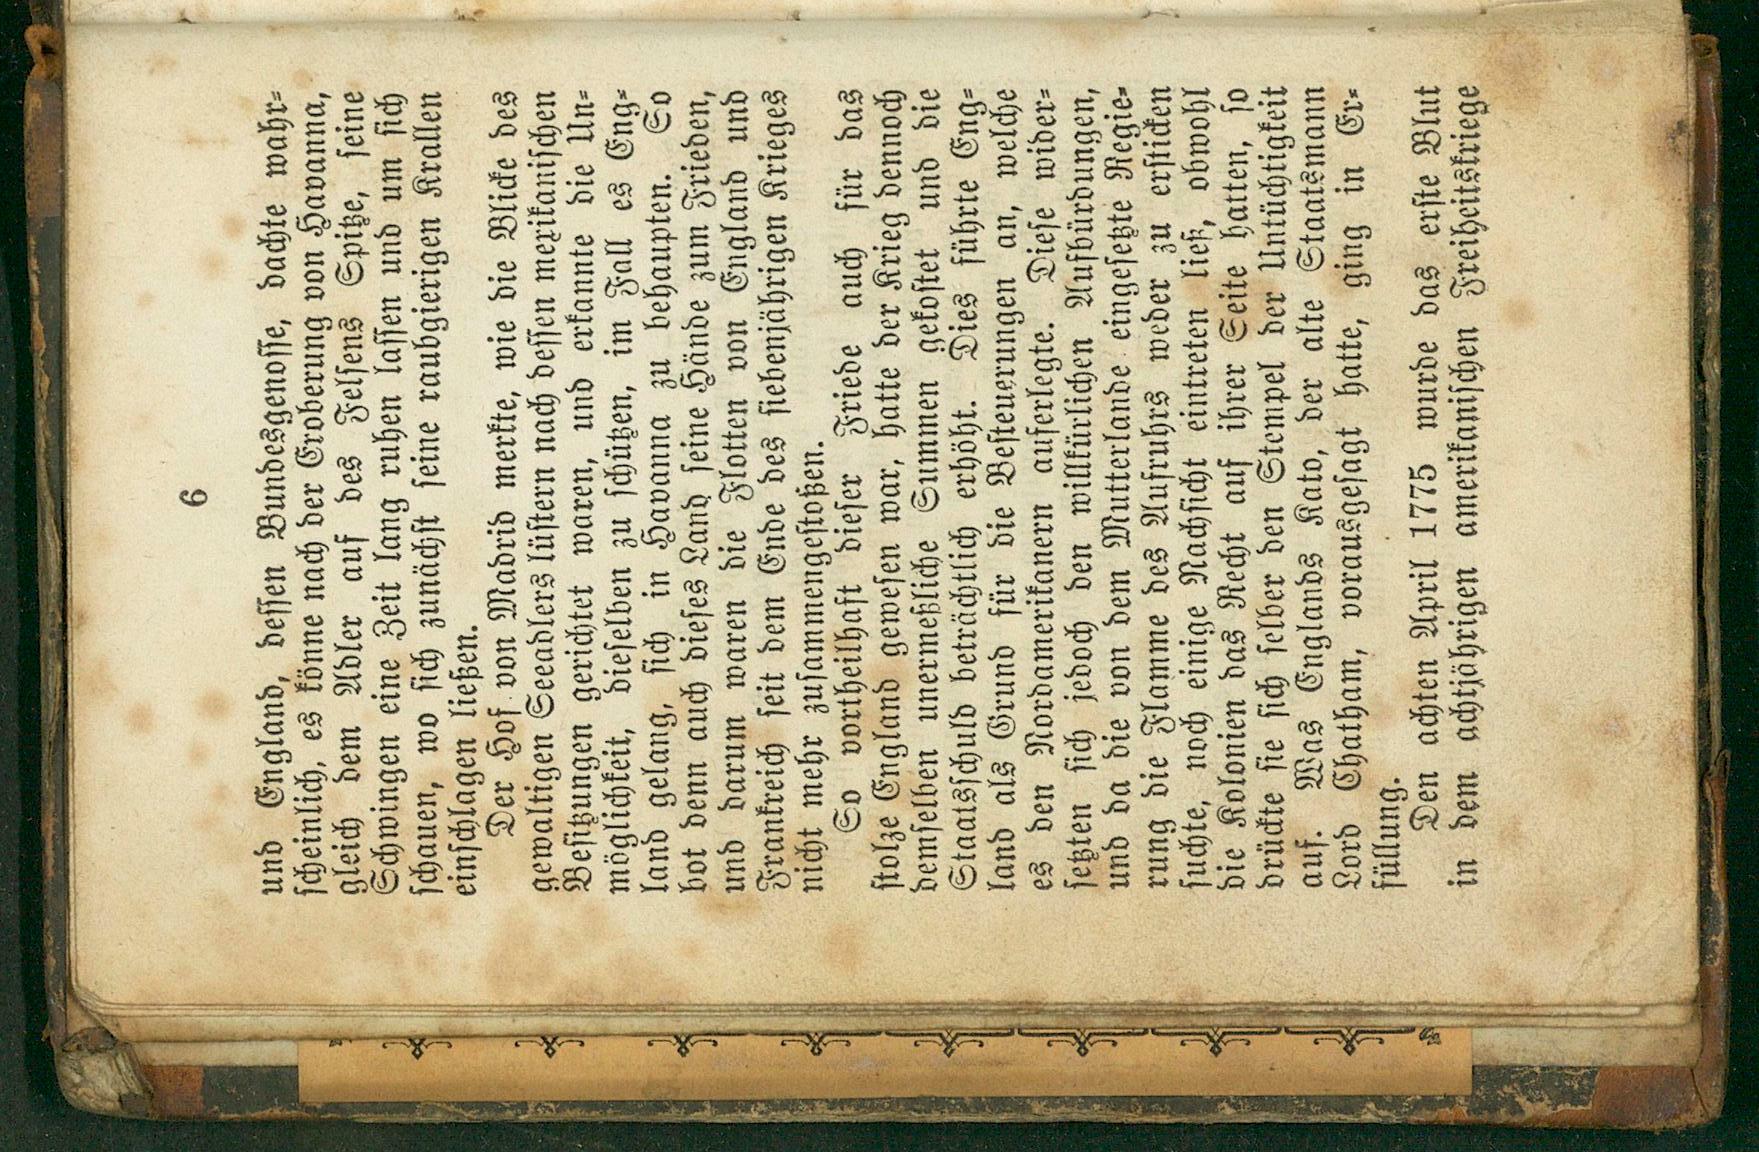 6
und England, dessen Bundesgenosse, dachte wahr-
scheinlich, es könne nach der Eroberung von Havanna,
gleich dem Adler auf des Felsens Spitze, seine
Schwingen eine Zeit lang ruhen lassen und um sich
schauen, wo sich zunächst seine raubgierigen Krallen
einschlagen ließen.
Der Hof von Madrid merkte, wie die Blicke des
gewaltigen Seeadlers lüstern nach dessen mexikanischen
Besitzungen gerichtet waren, und erkannte die Un-
möglichkeit, dieselben zu schützen, im Fall es Eng-
land gelang, sich in Havanna zu behaupten. So
bot denn auch dieses Land seine Hände zum Frieden,
und darum waren die Flotten von England und
Frankreich seit dem Ende des siebenjährigen Krieges
nicht mehr zusammengestoßen.
So vortheilhaft dieser Friede auch für das
stolze England gewesen war, hatte der Krieg dennoch
demselben unermeßliche Summen gekostet und die
Staatsschuld beträchtlich erhöht. Dies führte Eng-
land als Grund für die Besteuerungen an, welche
es den Nordamerikanern auferlegte. Diese wider-
setzten sich jedoch den willkürlichen Aufbürdungen,
und da die von dem Mutterlande eingesetzte Regie-
rung die Flamme des Aufruhrs weder zu ersticken
suchte, noch einige Nachsicht eintreten ließ, obwohl
die Kolonien das Recht auf ihrer Seite hatten, so
drückte sie sich selber den Stempel der Untüchtigkeit
auf. Was Englands Kato, der alte Staatsmann
Lord Chatham, vorausgesagt hatte, ging in Er-
füllung.
Den achten April 1775 wurde das erste Blut
in dem achtjährigen amerikanischen Freiheitskriege